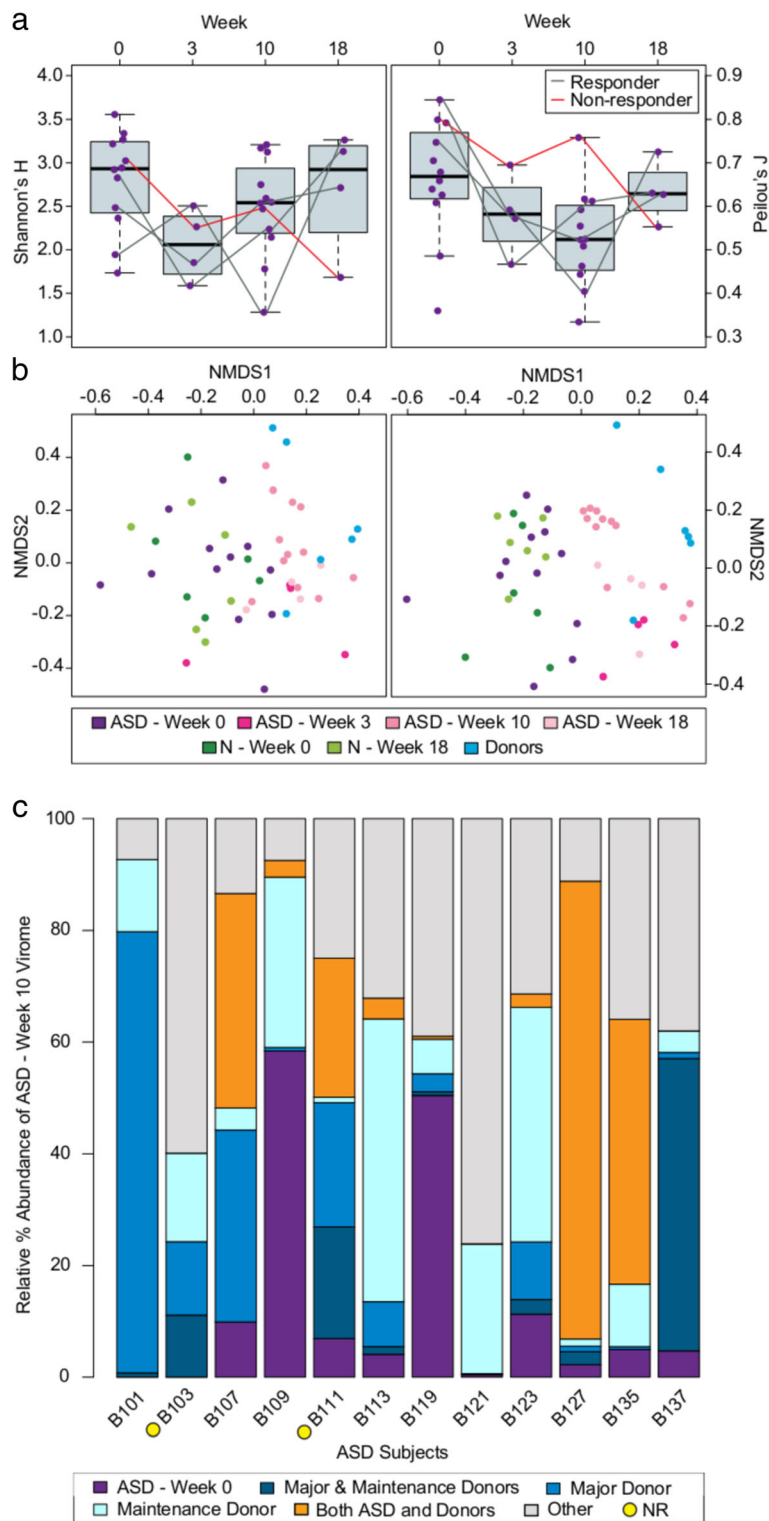 a
Week
0 3 10 18
Week
0 3 10 18
4.0
3.5
3.0
2.5
2.0
1.5
1.0
Shannon's H
Responder
Non-responder
0.9
0.8
0.7
0.6
0.5
0.4
0.3
Peilou's J
b
NMDS1
-0.6 -0.4 -0.2 0.0 0.2 0.4
NMDS1
-0.6 -0.4 -0.2 0.0 0.2 0.4
0.4
0.2
0.0
-0.2
-0.4
NMDS2
0.4
0.2
0.0
-0.2
-0.4
NMDS2
ASD - Week 0 ASD - Week 3 ASD - Week 10 ASD - Week 18
N - Week 0 N - Week 18 Donors
c
100
80
60
40
20
0
Relative % Abundance of ASD - Week 10 Virome
B101 B103 B107 B109 B111 B113 B119 B121 B123 B127 B135 B137
ASD Subjects
ASD - Week 0 Major & Maintenance Donors Major Donor
Maintenance Donor Both ASD and Donors Other NR